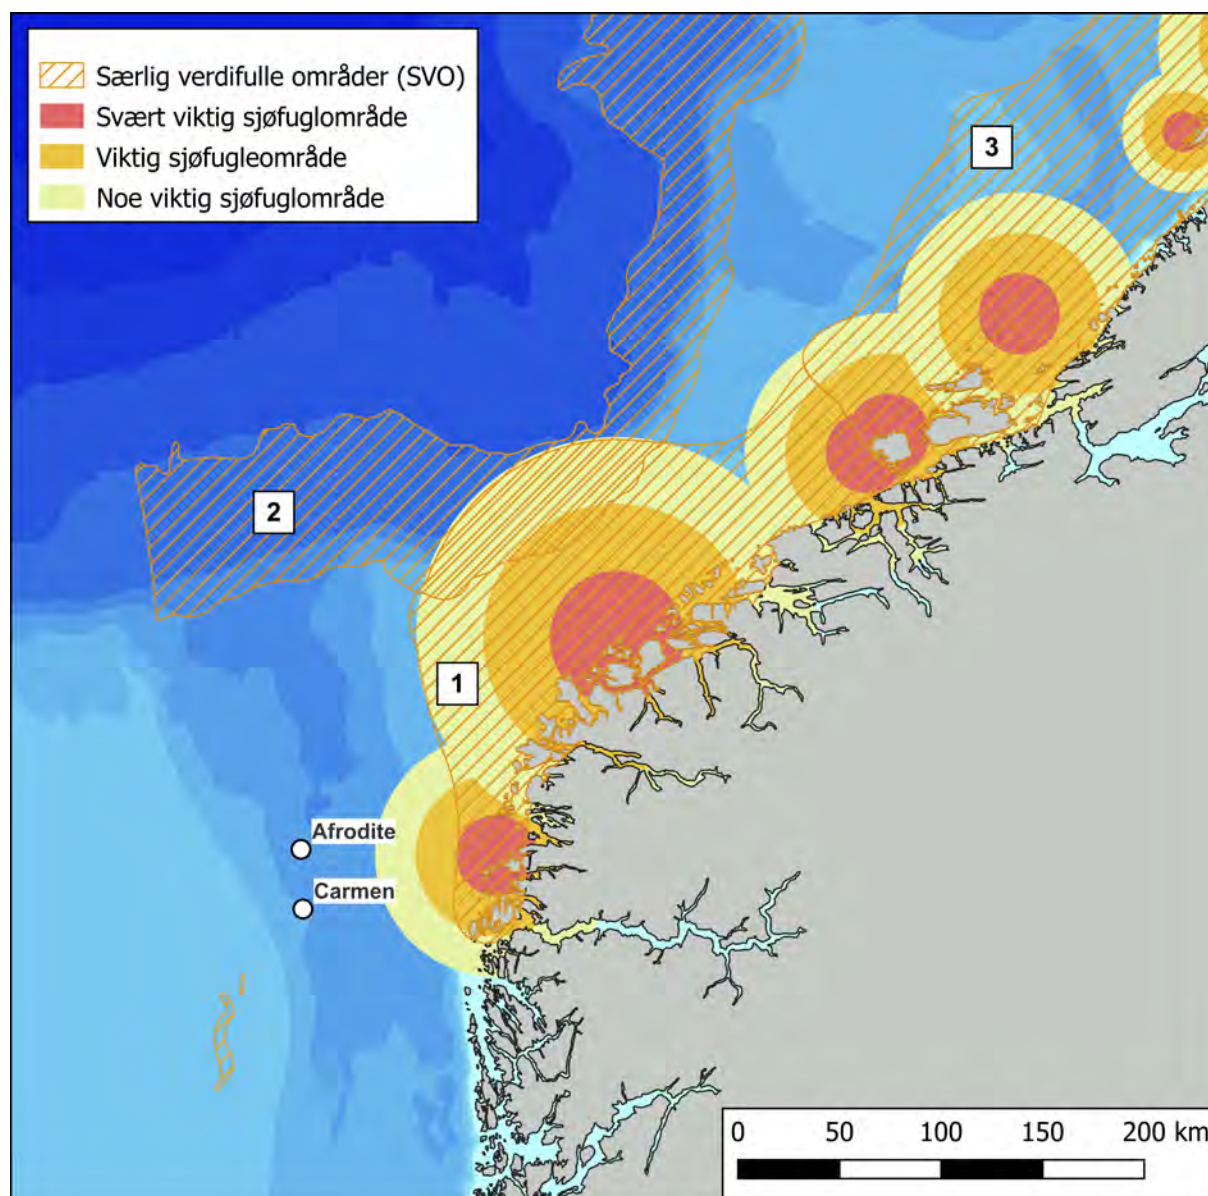 Særlig verdifulle områder (SVO)
Svært viktig sjøfuglområde
Viktig sjøfugleområde
Noe viktig sjøfuglområde
3
2
1
Afrodite
Carmen
0 50 100 150 200 km